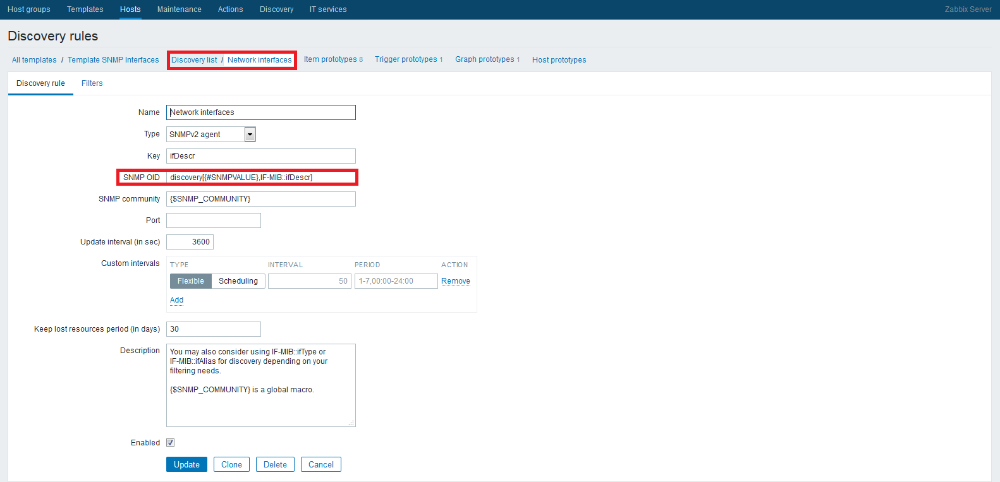 Host groups Templates Hosts Maintenance Actions Discovery IT services Zabbix Server
Discovery rules
All templates / Template SNMP Interfaces Discovery list / Network interfaces Item prototypes 8 Trigger prototypes 1 Graph prototypes 1 Host prototypes
Discovery rule Filters
Name Network interfaces
Type SNMPv2 agent
Key ifDescr
SNMP OID discovery[{#SNMPVALUE},IF-MIB::ifDescr]
SNMP community {$SNMP_COMMUNITY}
Port
Update interval (in sec) 3600
Custom intervals TYPE INTERVAL PERIOD ACTION
Flexible Scheduling 50 1-7,00:00-24:00 Remove
Add
Keep lost resources period (in days) 30
Description You may also consider using IF-MIB::ifType or
IF-MIB::ifAlias for discovery depending on your
filtering needs.
{$SNMP_COMMUNITY} is a global macro.
Enabled
Update Clone Delete Cancel